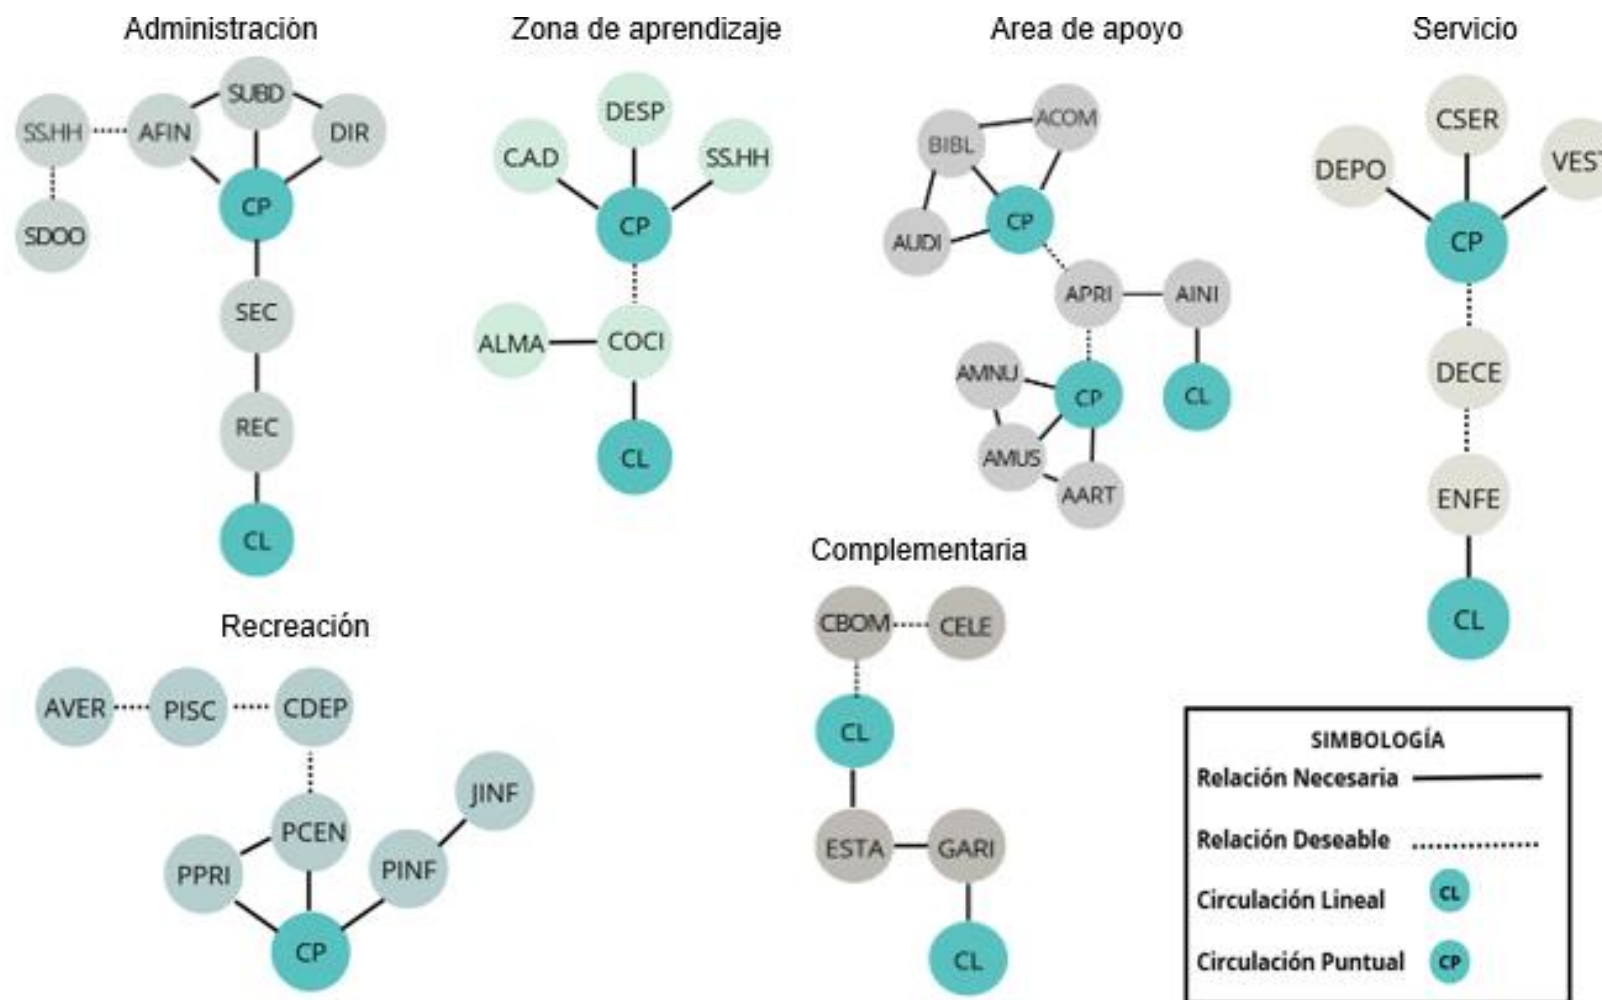 Administración
SUBD
SS.HH
AFIN
DIR
CP
SDOO
SEC
REC
CL
Zona de aprendizaje
DESP
C.A.D
SS.HH
CP
ALMA
COCI
CL
Area de apoyo
ACOM
BIBL
CP
AUDI
APRI
AINI
AMNU
CP
CL
AMUS
AART
Servicio
CSER
DEPO
VEST
CP
DECE
ENFE
CL
Recreación
AVER
PISC
CDEP
JINF
PCEN
PPRI
PINF
CP
Complementaria
CBOM
CELE
CL
ESTA
GARI
CL
SIMBOLOGÍA
Relación Necesaria
Relación Deseable
Circulación Lineal CL
Circulación Puntual CP